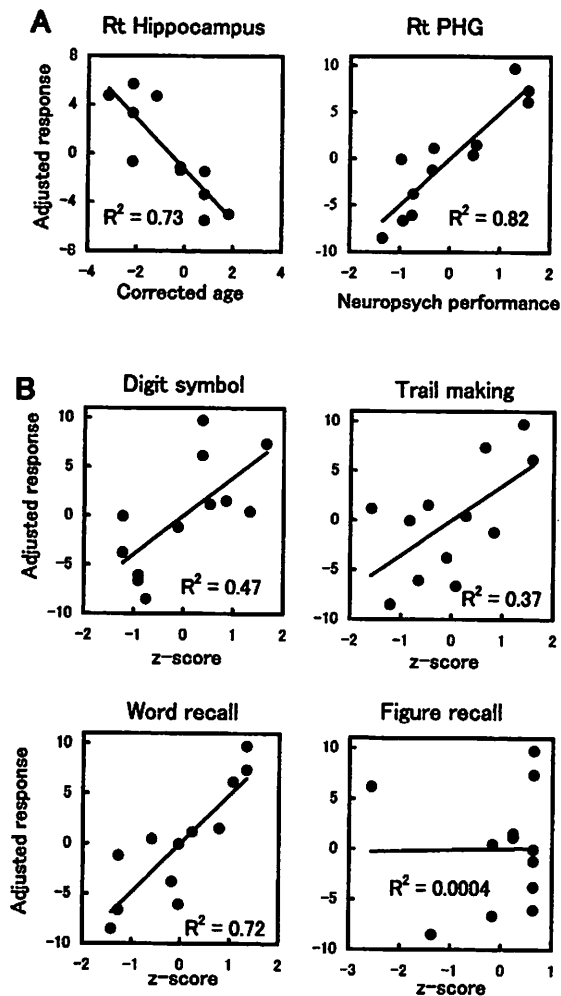 A
Rt Hippocampus
Rt PHG
Adjusted response
8
4
0
-4
-8
R² = 0.73
-4 -2 0 2 4
Corrected age
10
5
0
-5
-10
R² = 0.82
-2 -1 0 1 2
Neuropsych performance
B
Digit symbol
Trail making
Adjusted response
10
5
0
-5
-10
R² = 0.47
-2 -1 0 1 2
z-score
10
5
0
-5
-10
R² = 0.37
-2 -1 0 1 2
z-score
Word recall
Figure recall
Adjusted response
10
5
0
-5
-10
R² = 0.72
-2 -1 0 1 2
z-score
10
5
0
-5
-10
R² = 0.0004
-3 -2 -1 0 1
z-score